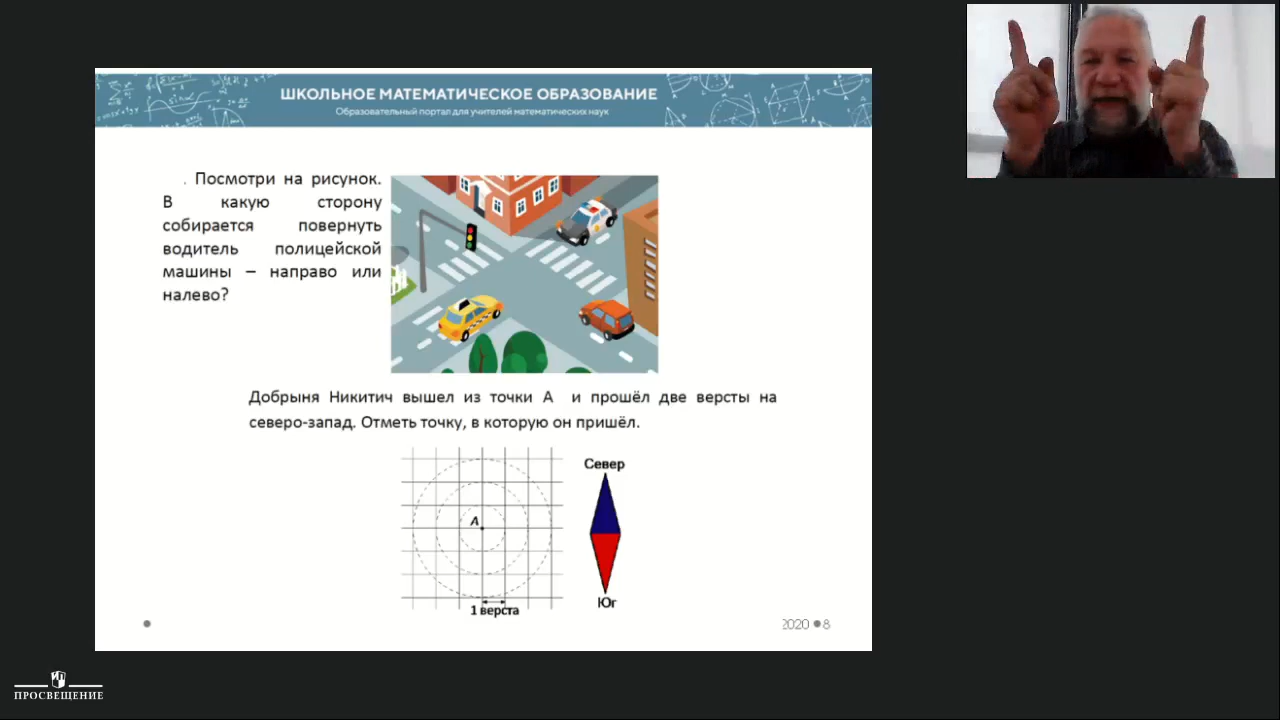 ШКОЛЬНОЕ МАТЕМАТИЧЕСКОЕ ОБРАЗОВАНИЕ
Образовательный портал для учителей математических наук
. Посмотри на рисунок.
В какую сторону
собирается повернуть
водитель полицейской
машины – направо или
налево?
Добрыня Никитич вышел из точки А и прошёл две версты на
северо-запад. Отметь точку, в которую он пришёл.
Север
А
Юг
1 верста
2020 8
ПРОСВЕЩЕНИЕ